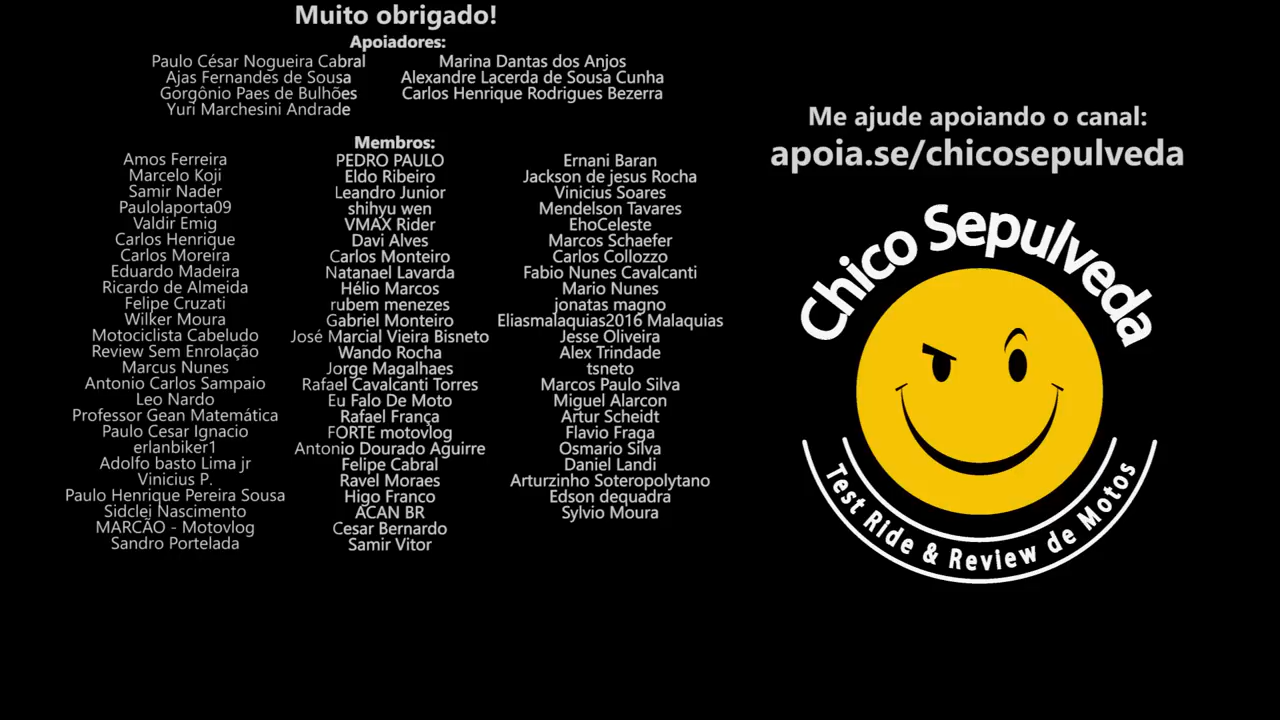 Muito obrigado!
Apoiadores:
Paulo César Nogueira Cabral
Ajas Fernandes de Sousa
Gorgônio Paes de Bulhões
Yuri Marchesini Andrade
Marina Dantas dos Anjos
Alexandre Lacerda de Sousa Cunha
Carlos Henrique Rodrigues Bezerra
Membros:
Amos Ferreira
Marcelo Koji
Samir Nader
Paulolaporta09
Valdir Emig
Carlos Henrique
Carlos Moreira
Eduardo Madeira
Ricardo de Almeida
Felipe Cruzati
Wilker Moura
Motociclista Cabeludo
Review Sem Enrolação
Marcus Nunes
Antonio Carlos Sampaio
Leo Nardo
Professor Gean Matemática
Paulo Cesar Ignacio
erlanbiker1
Adolfo basto Lima jr
Vinicius P.
Paulo Henrique Pereira Sousa
Sidclei Nascimento
MARCÃO - Motovlog
Sandro Portelada
PEDRO PAULO
Eldo Ribeiro
Leandro Junior
shihyu wen
VMAX Rider
Davi Alves
Carlos Monteiro
Natanael Lavarda
Hélio Marcos
rubem menezes
Gabriel Monteiro
José Marcial Vieira Bisneto
Wando Rocha
Jorge Magalhaes
Rafael Cavalcanti Torres
Eu Falo De Moto
Rafael França
FORTE motovlog
Antonio Dourado Aguirre
Felipe Cabral
Ravel Moraes
Higo Franco
ACAN BR
Cesar Bernardo
Samir Vitor
Ernani Baran
Jackson de jesus Rocha
Vinicius Soares
Mendelson Tavares
EhoCeleste
Marcos Schaefer
Carlos Collozzo
Fabio Nunes Cavalcanti
Mario Nunes
jonatas magno
Eliasmalaquias2016 Malaquias
Jesse Oliveira
Alex Trindade
tsneto
Marcos Paulo Silva
Miguel Alarcon
Artur Scheidt
Flavio Fraga
Osmario Silva
Daniel Landi
Arturzinho Soteropolytano
Edson dequadra
Sylvio Moura
Me ajude apoiando o canal:
apoia.se/chicosepulveda
Chico Sepulveda
Test Ride & Review de Motos